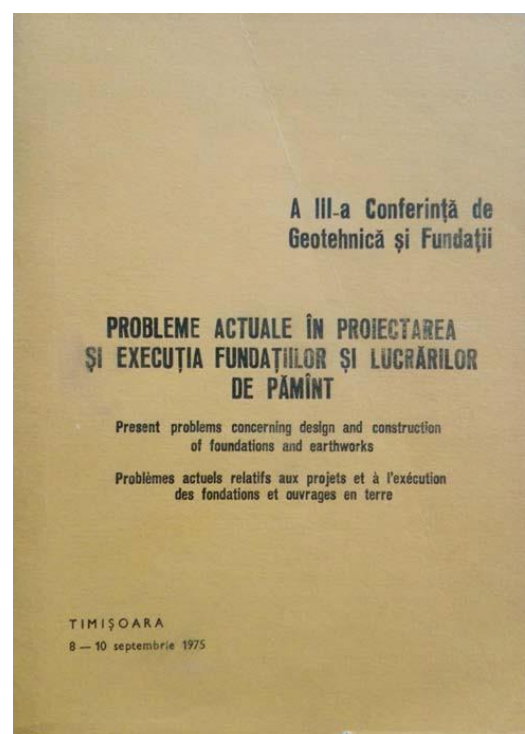 A III-a Conferință de
Geotehnică și Fundații
PROBLEME ACTUALE ÎN PROIECTAREA
ȘI EXECUȚIA FUNDAȚIILOR ȘI LUCRĂRILOR
DE PĂMÎNT
Present problems concerning design and construction
of foundations and earthworks
Problèmes actuels relatifs aux projets et à l'exécution
des fondations et ouvrages en terre
TIMIȘOARA
8 — 10 septembrie 1975